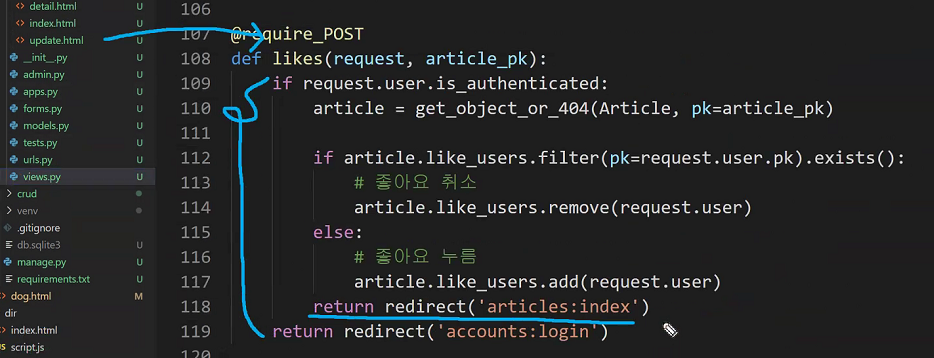 detail.html U
index.html U
update.html U
__init__.py U
admin.py U
apps.py U
forms.py U
models.py U
tests.py U
urls.py U
views.py U
crud
venv
.gitignore
db.sqlite3 U
manage.py U
requirements.txt U
dog.html M
dir
index.html
script.js
106
107 @require_POST
108 def likes(request, article_pk):
109 if request.user.is_authenticated:
110 article = get_object_or_404(Article, pk=article_pk)
111
112 if article.like_users.filter(pk=request.user.pk).exists():
113 # 좋아요 취소
114 article.like_users.remove(request.user)
115 else:
116 # 좋아요 누름
117 article.like_users.add(request.user)
118 return redirect('articles:index')
119 return redirect('accounts:login')
120